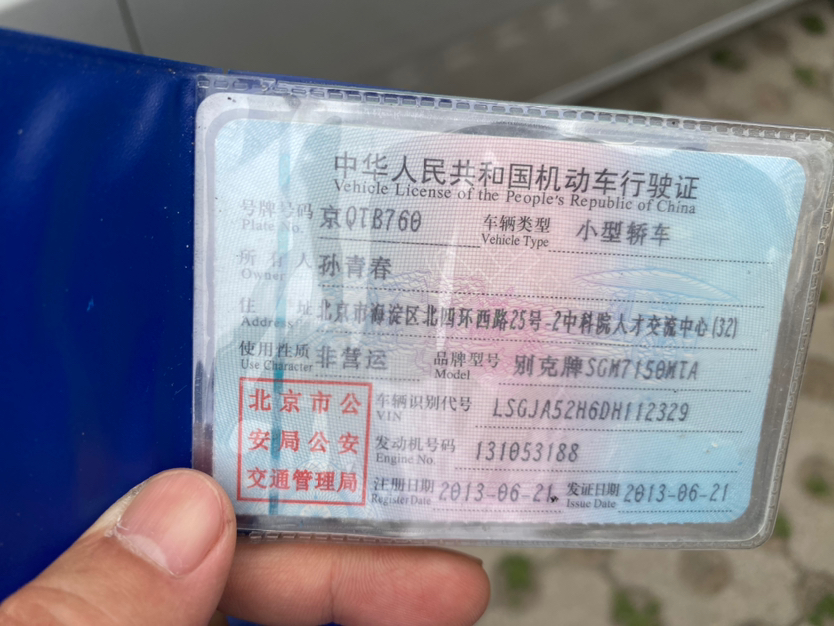 中华人民共和国机动车行驶证
Vehicle License of the People's Republic of China
号牌号码 京QTB760 车辆类型 小型轿车
Plate No. Vehicle Type
所有人 孙青春
Owner
住址 北京市海淀区北四环西路25号-2中科院人才交流中心(32)
Address
使用性质 非营运 品牌型号 别克牌SGM7150MTA
Use Character Model
北京市公
安局公安
交通管理局
车辆识别代号 LSGJA52H6DH112329
VIN
发动机号码 131053188
Engine No.
注册日期 2013-06-21 发证日期 2013-06-21
Register Date Issue Date